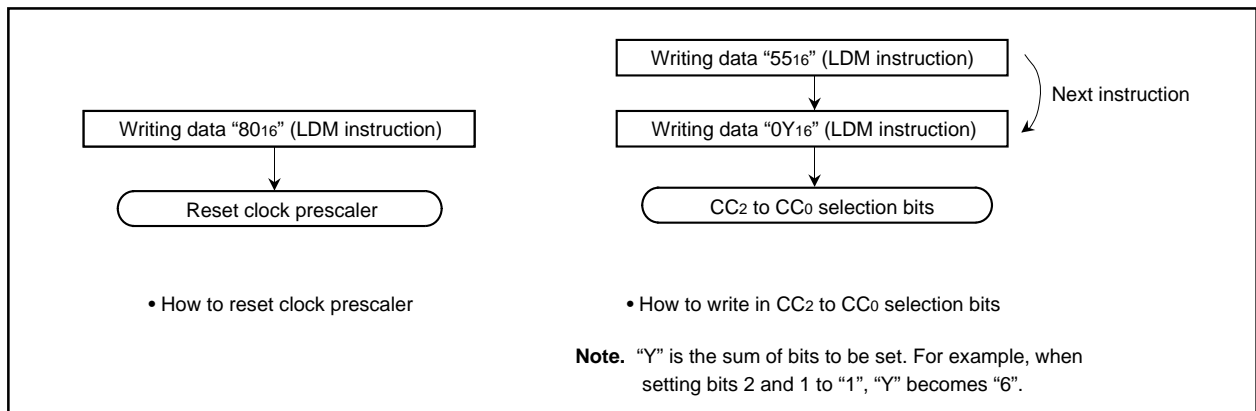 Writing data “80₁₆” (LDM instruction)
Reset clock prescaler
• How to reset clock prescaler
Writing data “55₁₆” (LDM instruction)
Next instruction
Writing data “0Y₁₆” (LDM instruction)
CC₂ to CC₀ selection bits
• How to write in CC₂ to CC₀ selection bits
Note. “Y” is the sum of bits to be set. For example, when
setting bits 2 and 1 to “1”, “Y” becomes “6”.